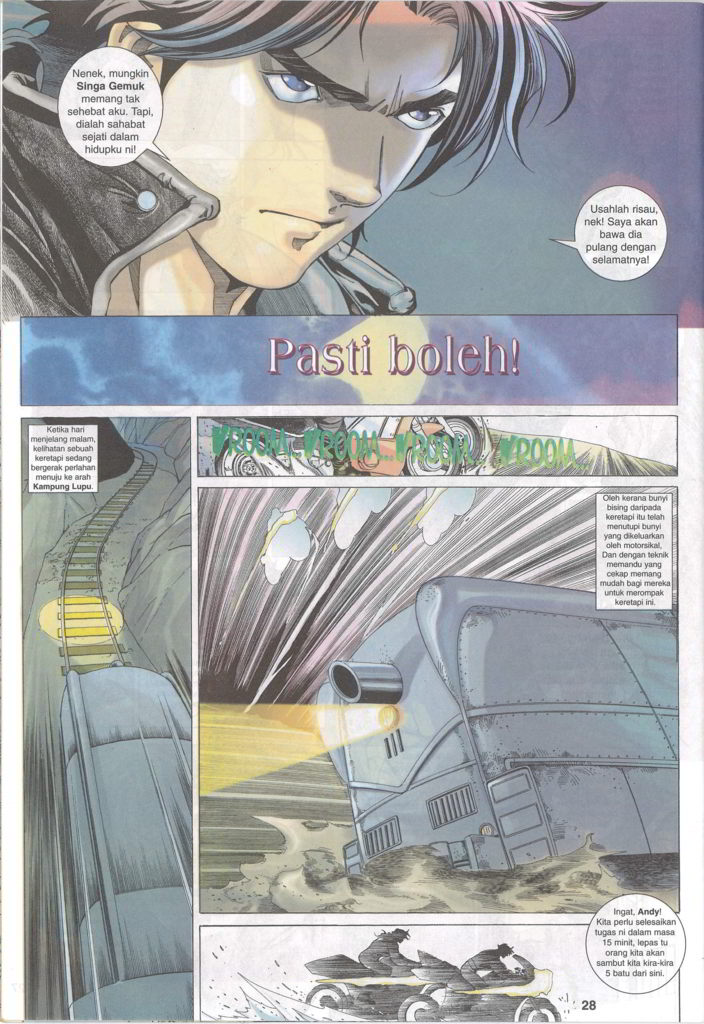 Nenek, mungkin
Singa Gemuk
memang tak
sehebat aku. Tapi,
dialah sahabat
sejati dalam
hidupku ni!
Usahlah risau,
nek! Saya akan
bawa dia
pulang dengan
selamatnya!
Pasti boleh!
Ketika hari
menjelang malam,
kelihatan sebuah
keretapi sedang
bergerak perlahan
menuju ke arah
Kampung Lupu.
VROOM... VROOM... VROOM... VROOM...
Oleh kerana bunyi
bising daripada
keretapi itu telah
menutupi bunyi
yang dikeluarkan
oleh motorsikal,
Dan dengan teknik
memandu yang
cekap memang
mudah bagi mereka
untuk merompak
keretapi ini.
Ingat, Andy!
Kita perlu selesaikan
tugas ni dalam masa
15 minit, lepas tu
orang kita akan
sambut kita kira-kira
5 batu dari sini.
28